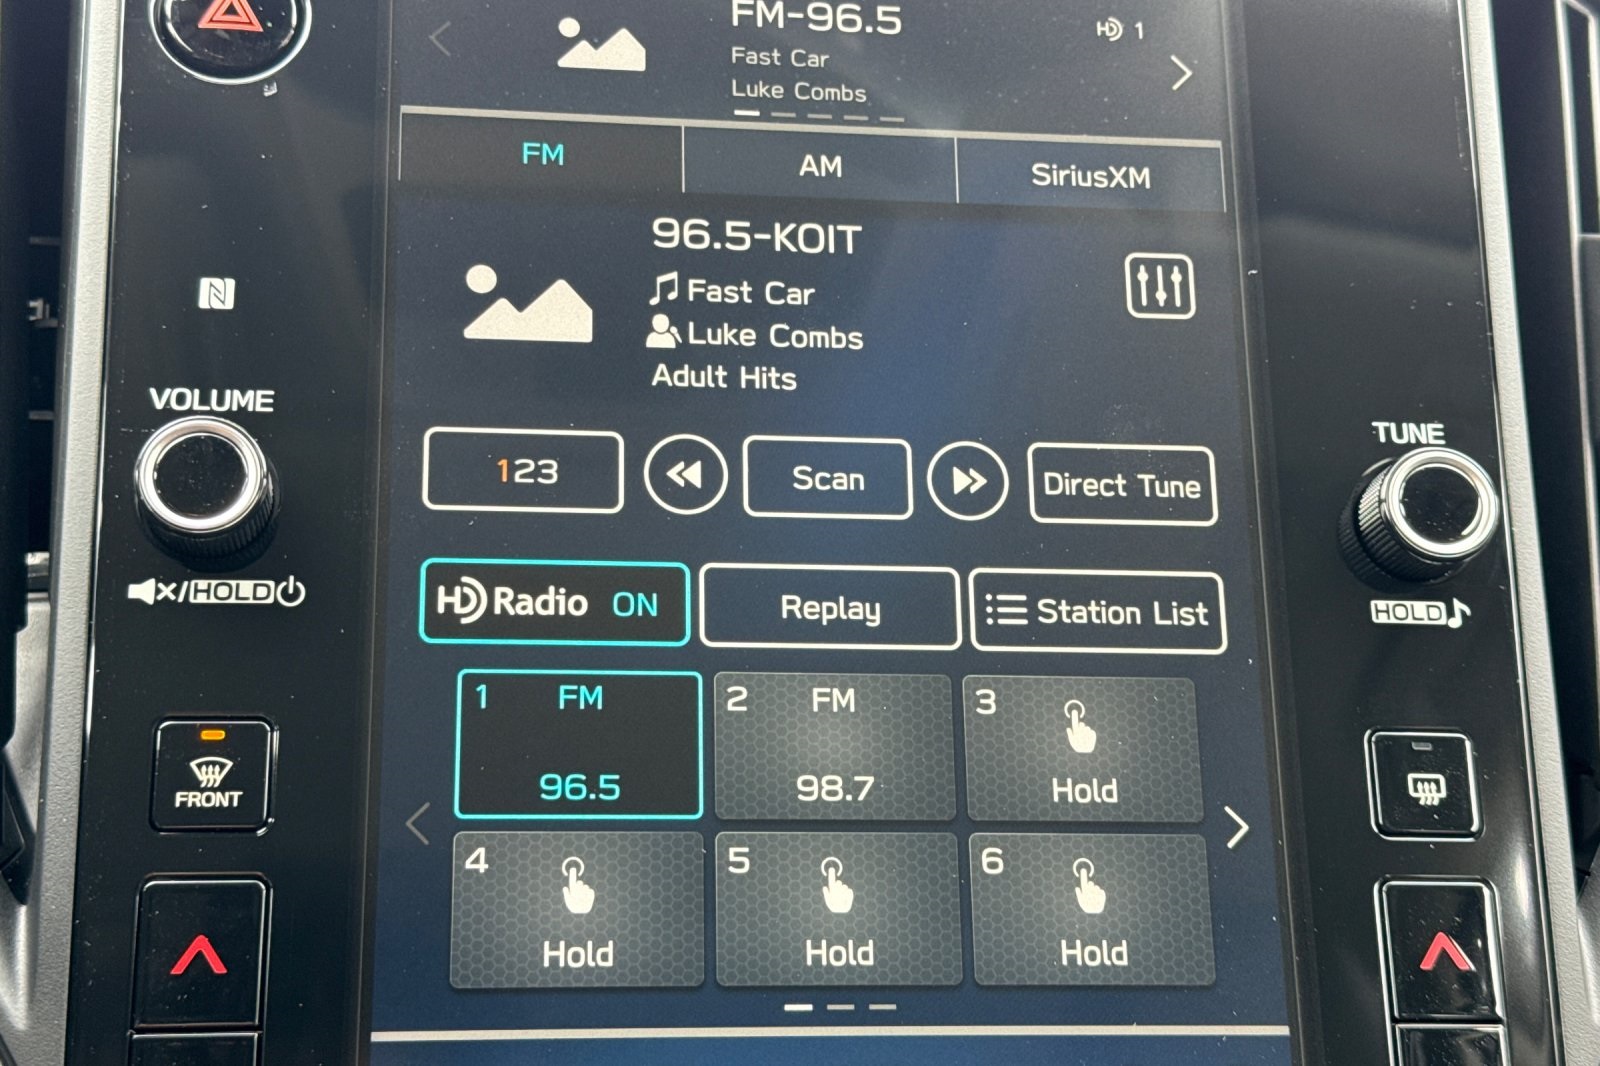 FM-96.5
HD 1
Fast Car
Luke Combs
FM
AM
SiriusXM
96.5-KOIT
Fast Car
Luke Combs
Adult Hits
VOLUME
TUNE
123
Scan
Direct Tune
HD Radio ON
Replay
Station List
/HOLD
HOLD
1 FM
96.5
2 FM
98.7
3
Hold
FRONT
4
Hold
5
Hold
6
Hold